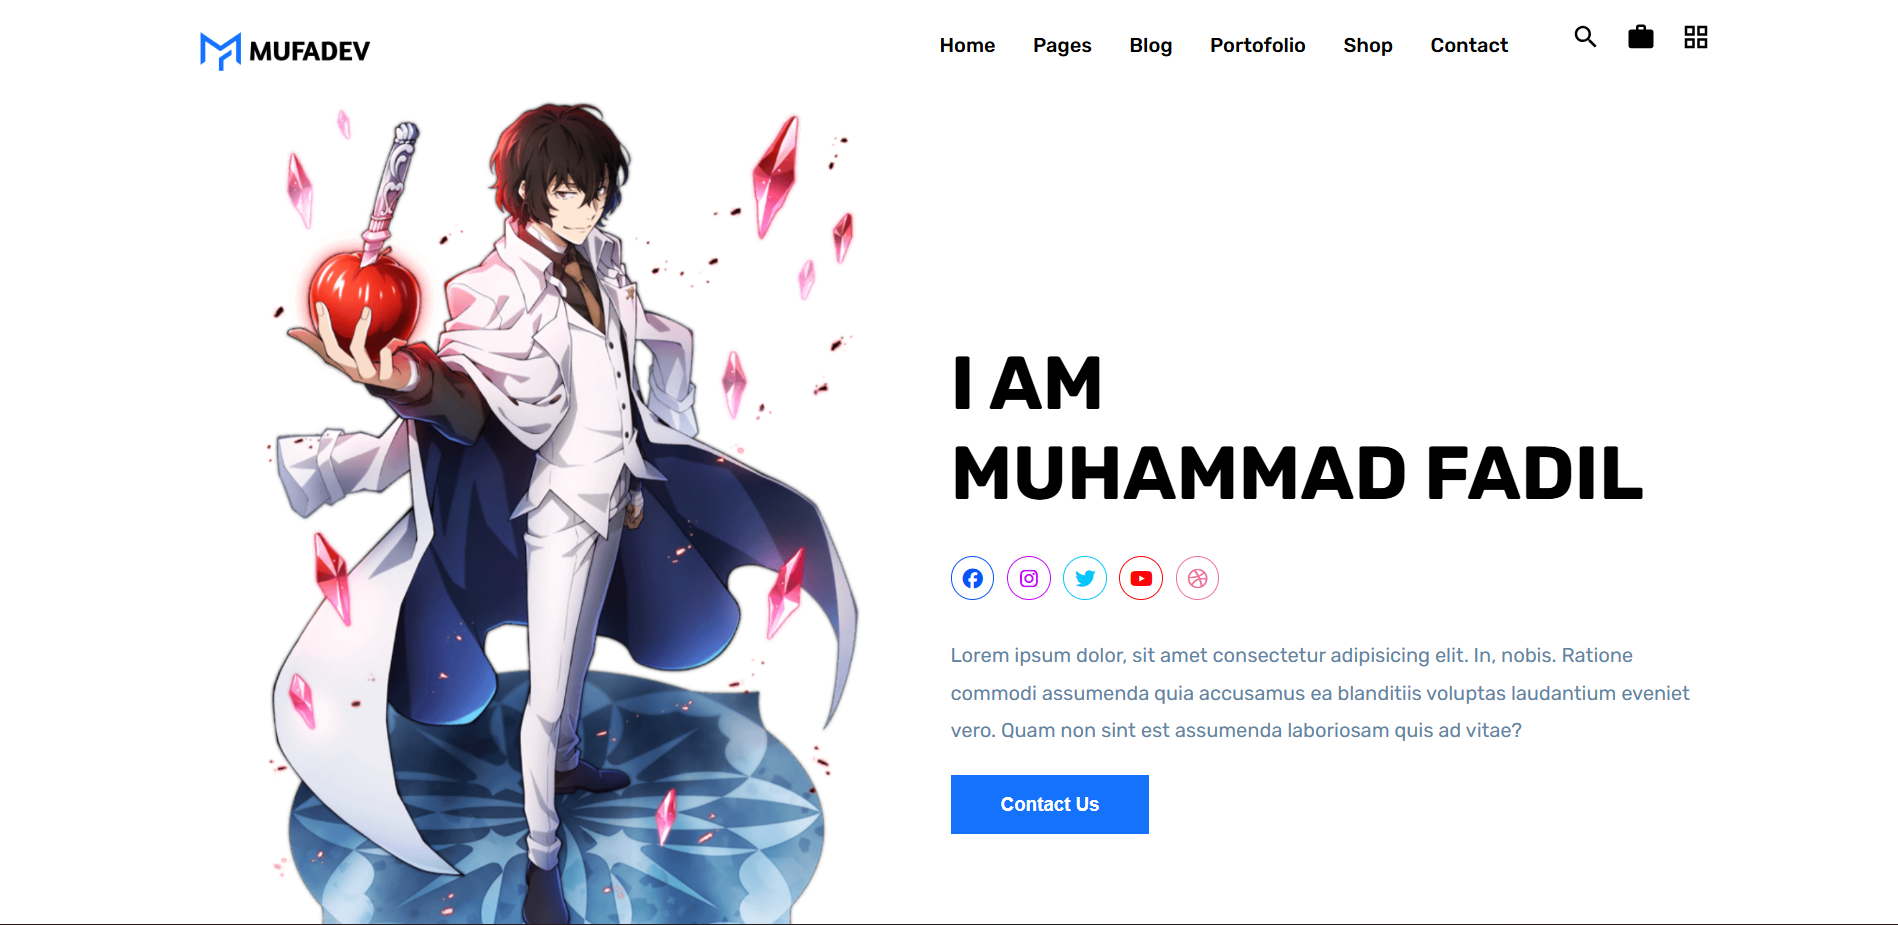 MUFADEV
Home Pages Blog Portofolio Shop Contact
I AM
MUHAMMAD FADIL
Lorem ipsum dolor, sit amet consectetur adipisicing elit. In, nobis. Ratione
commodi assumenda quia accusamus ea blanditiis voluptas laudantium eveniet
vero. Quam non sint est assumenda laboriosam quis ad vitae?
Contact Us